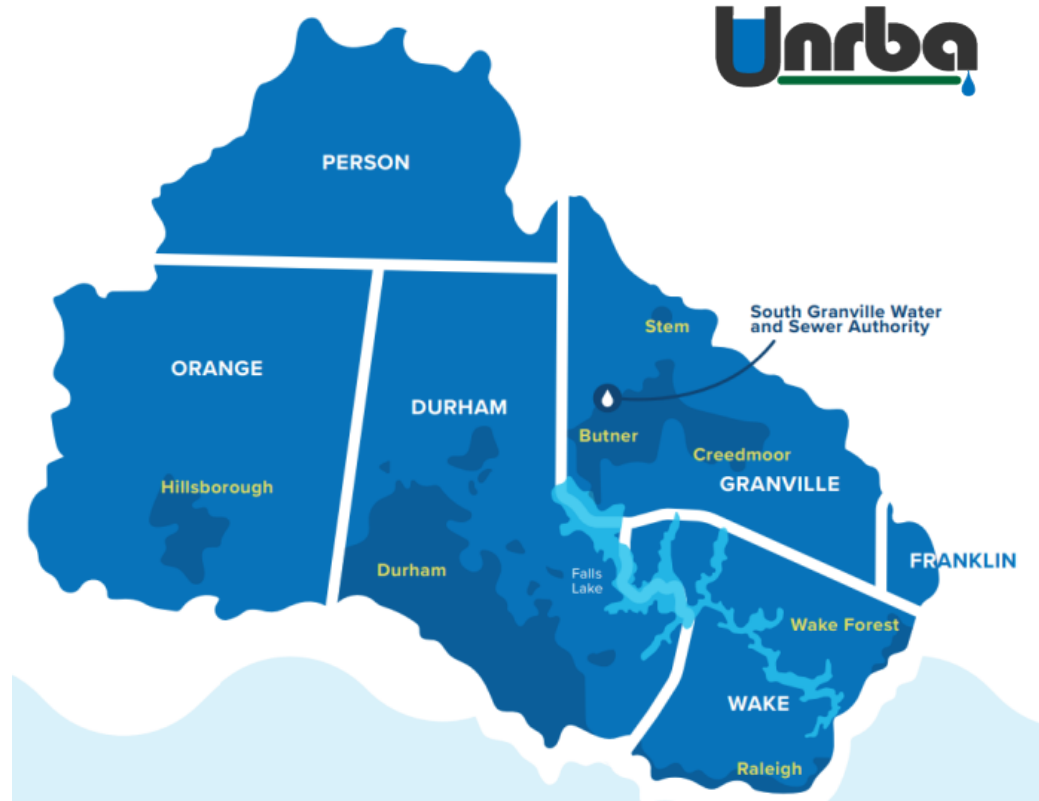 Unrba
PERSON
Stem
South Granville Water
and Sewer Authority
ORANGE
DURHAM
Butner
Creedmoor
GRANVILLE
Hillsborough
FRANKLIN
Durham
Falls
Lake
Wake Forest
WAKE
Raleigh